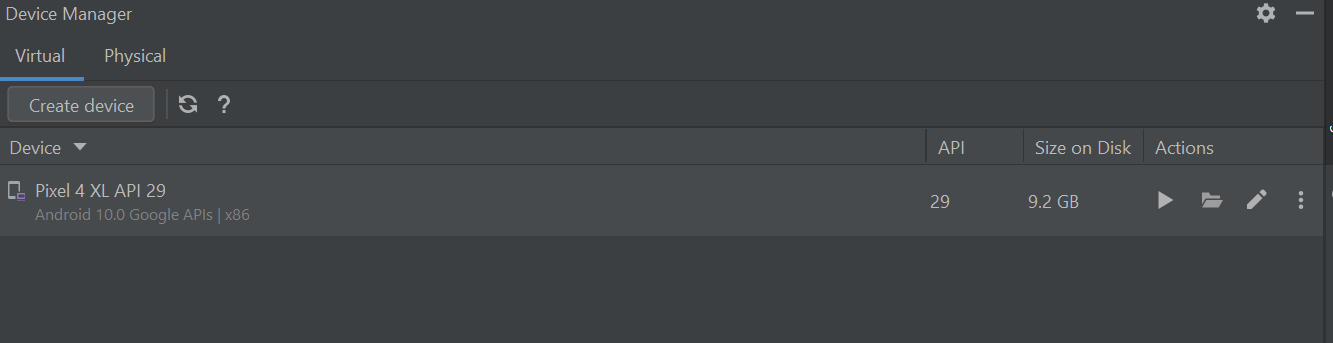 Device Manager
Virtual Physical
Create device ?
Device API Size on Disk Actions
Pixel 4 XL API 29
Android 10.0 Google APIs | x86
29 9.2 GB